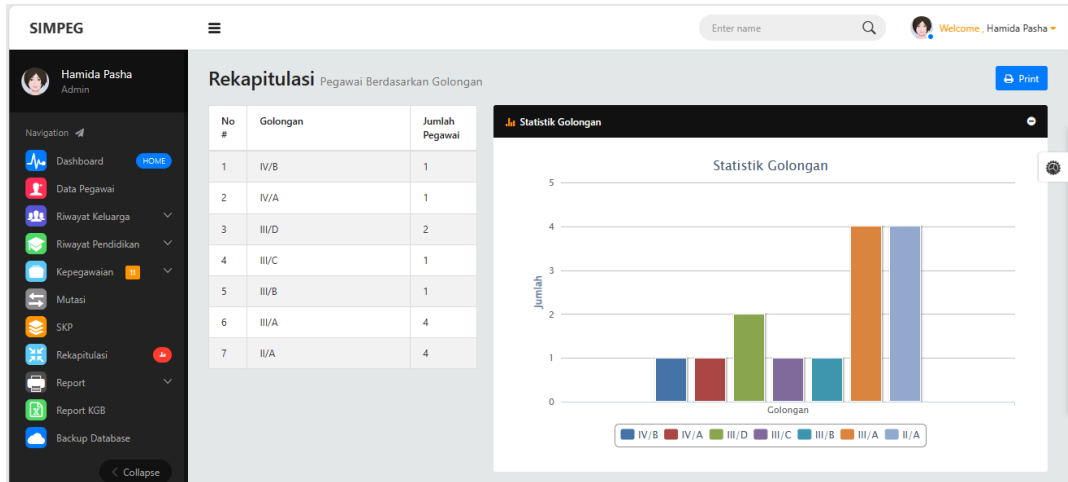 SIMPEG
Enter name
Welcome , Hamida Pasha
Hamida Pasha
Admin
Navigation
Dashboard HOME
Data Pegawai
Riwayat Keluarga
Riwayat Pendidikan
Kepegawaian 11
Mutasi
SKP
Rekapitulasi
Report
Report KGB
Backup Database
Collapse
Rekapitulasi Pegawai Berdasarkan Golongan
Print
No # Golongan Jumlah Pegawai
1 IV/B 1
2 IV/A 1
3 III/D 2
4 III/C 1
5 III/B 1
6 III/A 4
7 II/A 4
Statistik Golongan
Statistik Golongan
5
4
3
2
1
0
Jumlah
Golongan
IV/B IV/A III/D III/C III/B III/A II/A